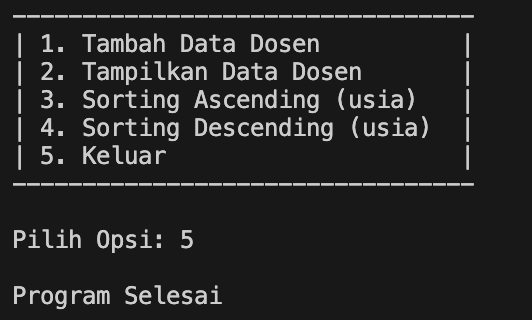 ---------------------------------
| 1. Tambah Data Dosen          |
| 2. Tampilkan Data Dosen       |
| 3. Sorting Ascending (usia)   |
| 4. Sorting Descending (usia)  |
| 5. Keluar                     |
---------------------------------
Pilih Opsi: 5
Program Selesai